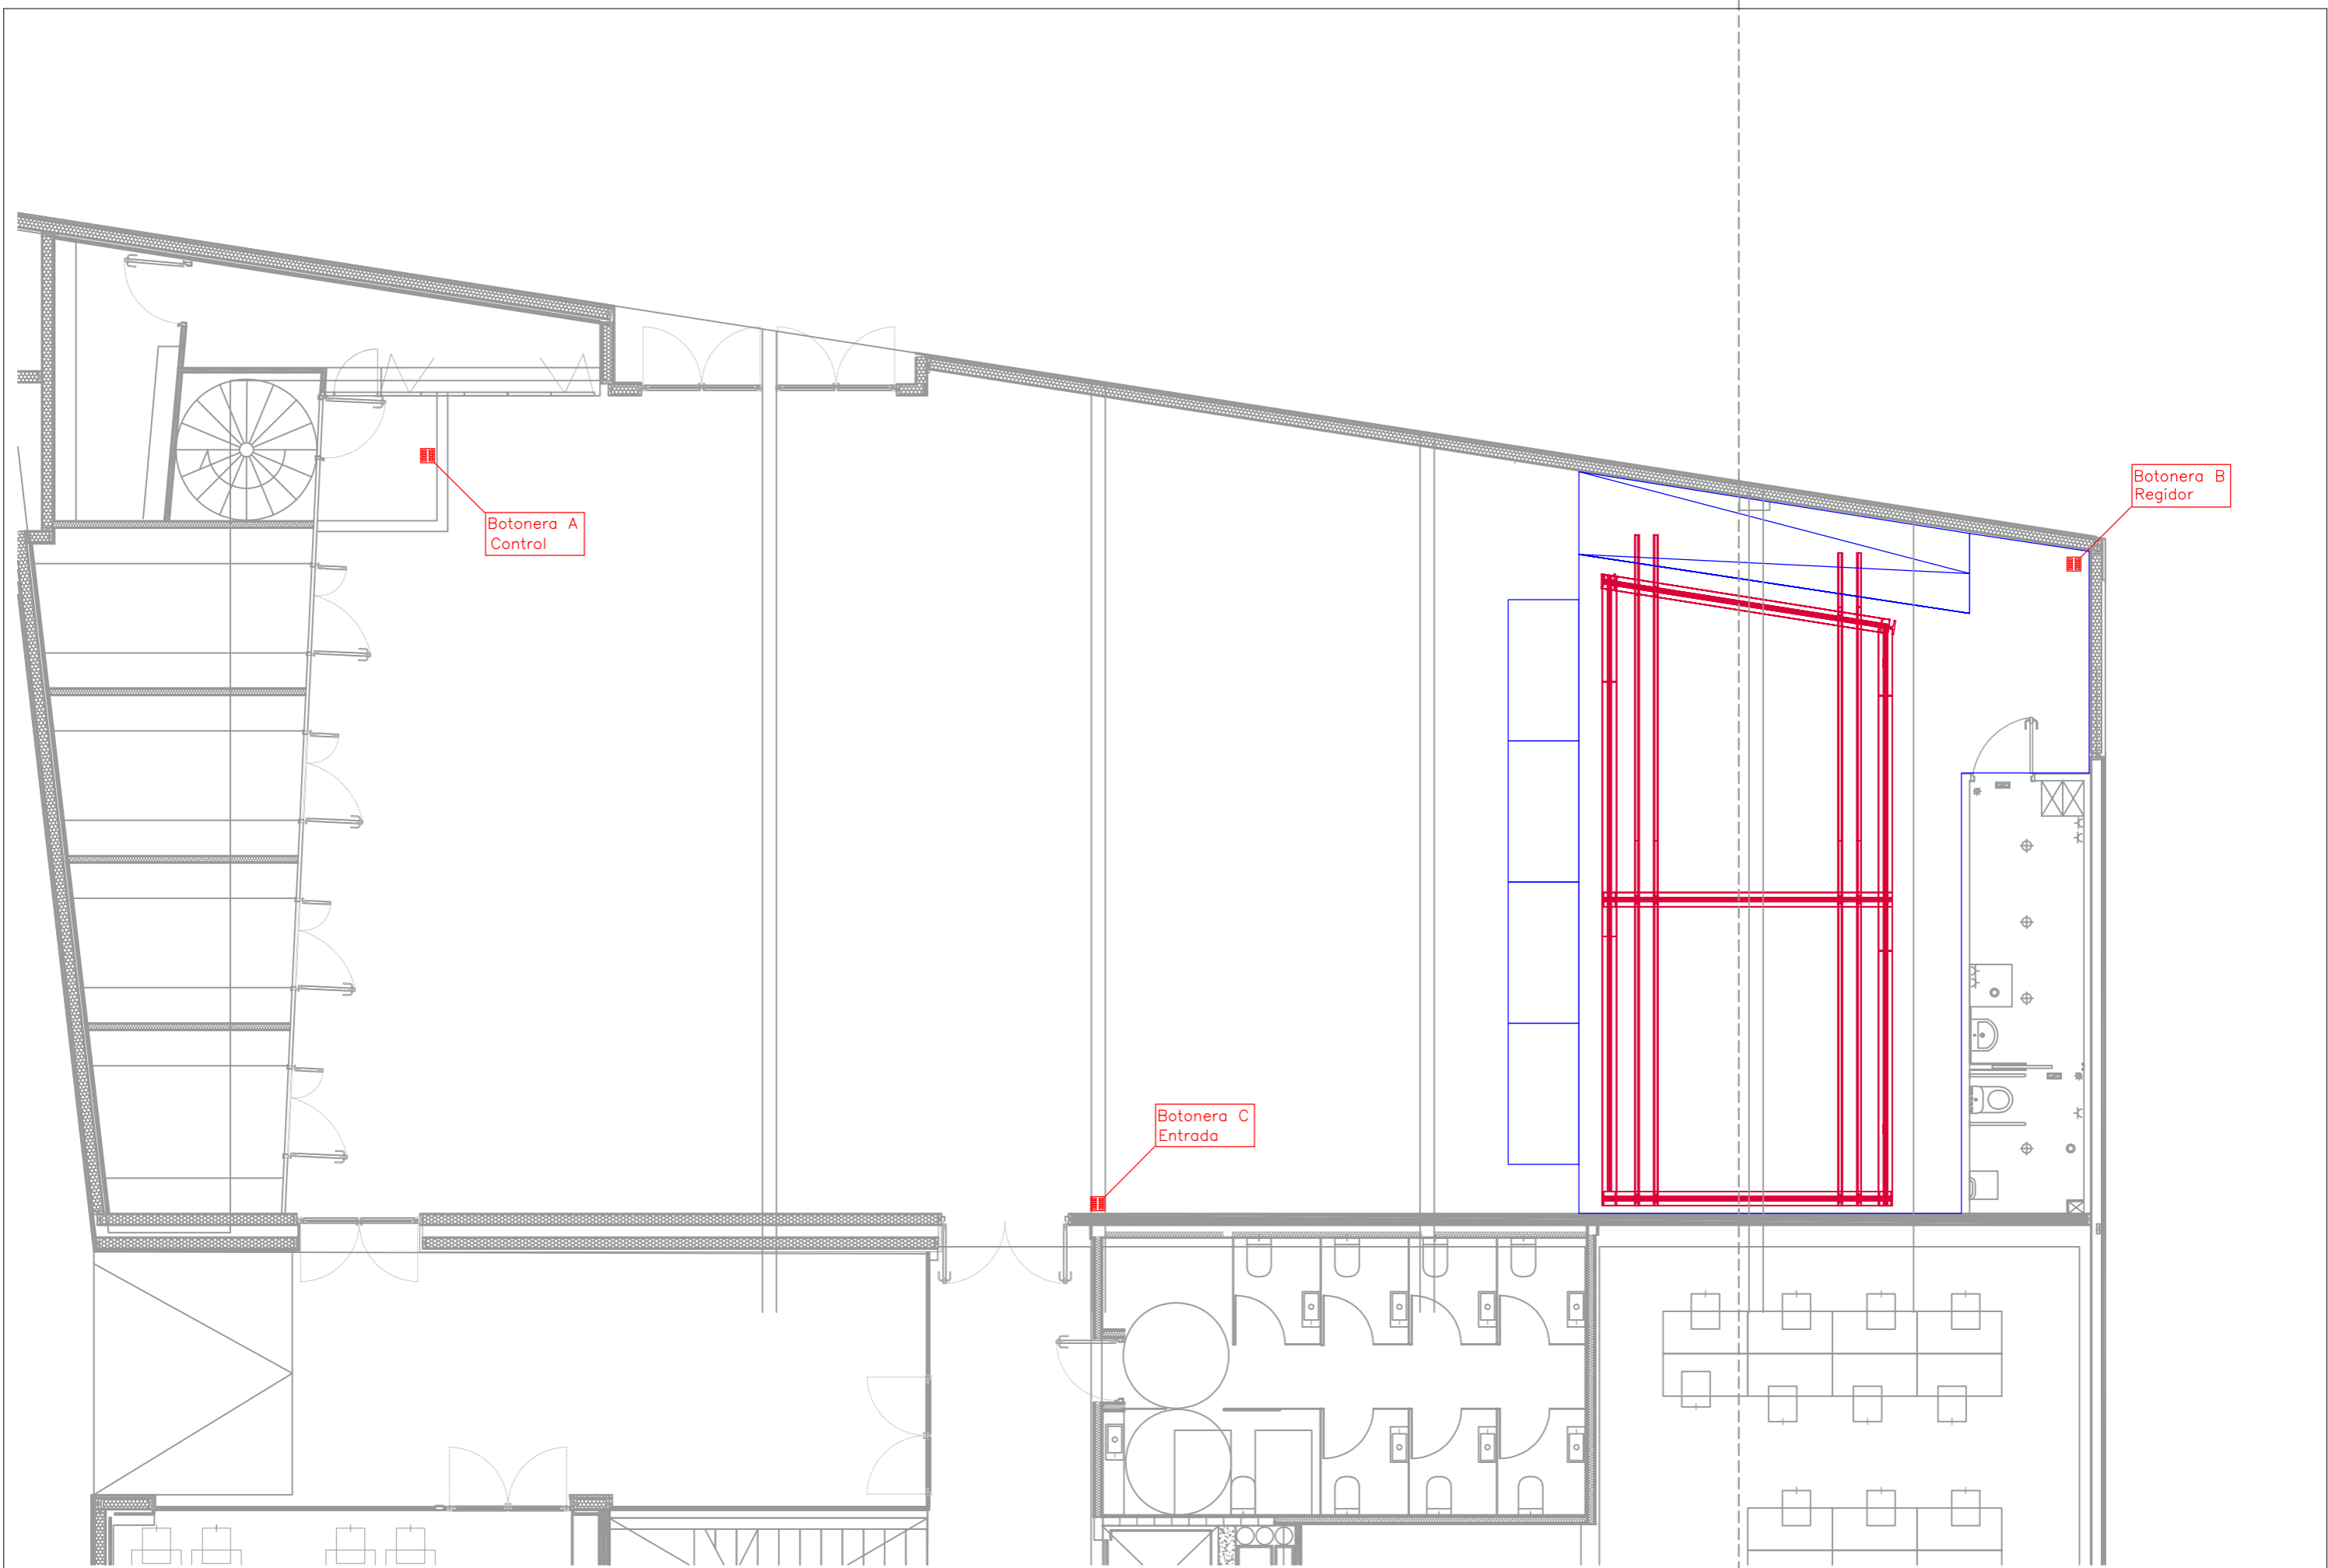 Botonera B
Regidor
Botonera A
Control
Botonera C
Entrada